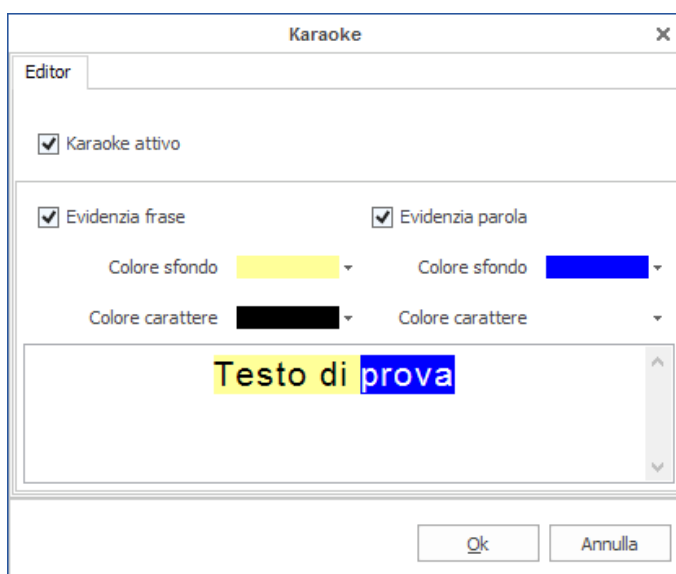 Karaoke
Editor
Karaoke attivo
Evidenzia frase Evidenzia parola
Colore sfondo Colore sfondo
Colore carattere Colore carattere
Testo di prova
Ok Annulla